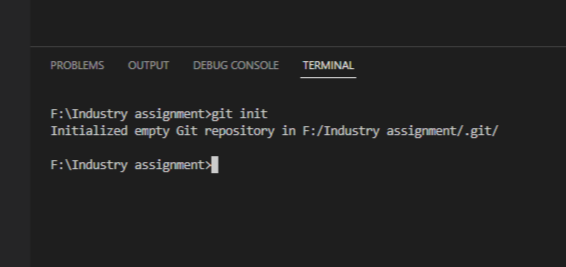 PROBLEMS OUTPUT DEBUG CONSOLE TERMINAL
F:\Industry assignment>git init
Initialized empty Git repository in F:/Industry assignment/.git/
F:\Industry assignment>